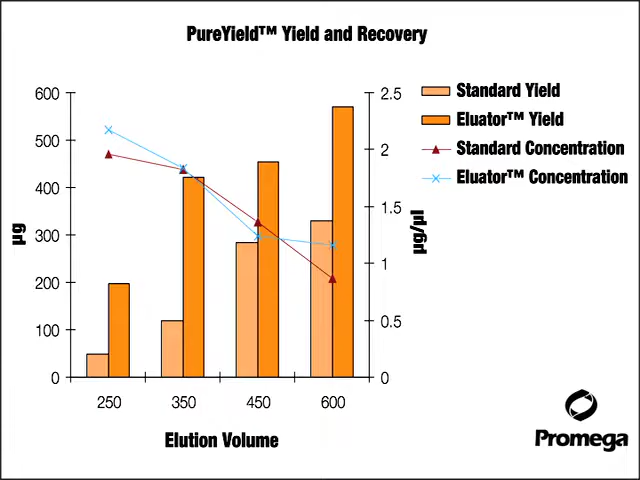 PureYield™ Yield and Recovery
600
500
400
300
200
100
0
µg
2.5
2
1.5
1
0.5
0
µg/µl
250 350 450 600
Elution Volume
Standard Yield
Eluator™ Yield
Standard Concentration
Eluator™ Concentration
Promega